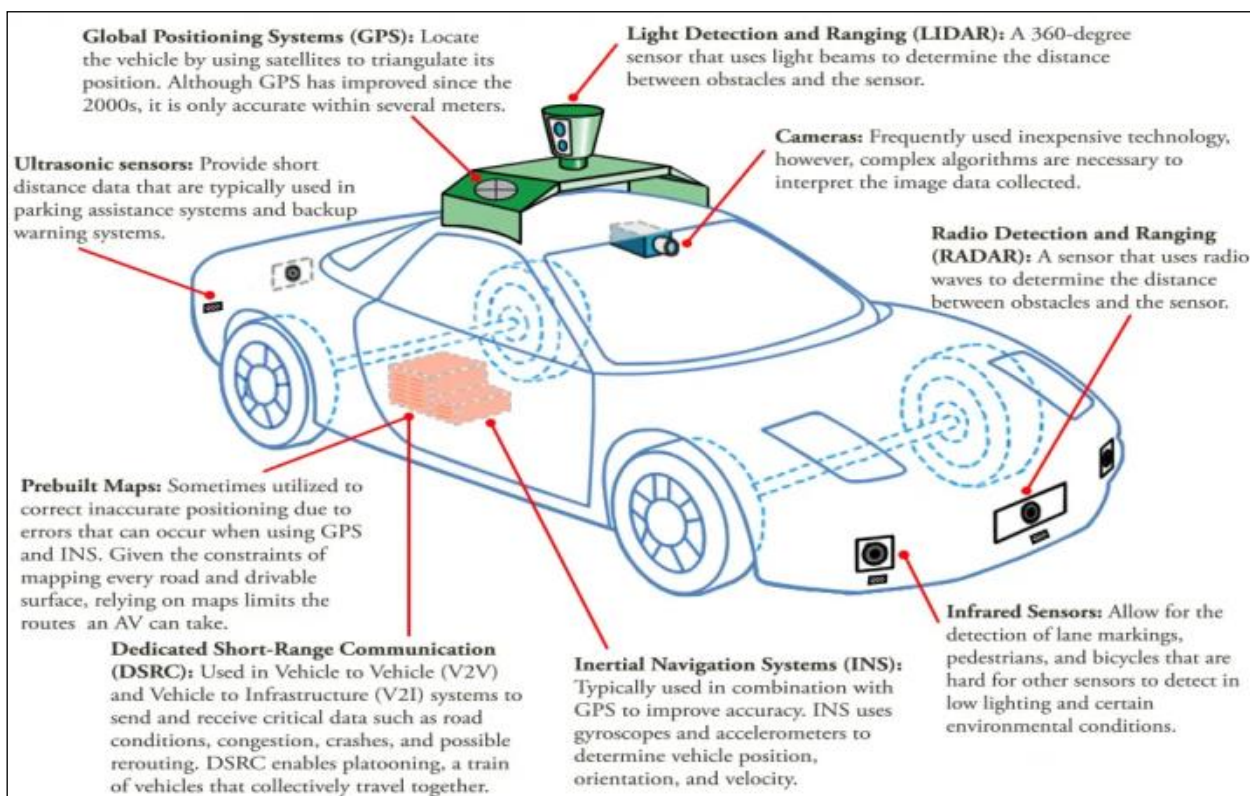 Global Positioning Systems (GPS): Locate
the vehicle by using satellites to triangulate its
position. Although GPS has improved since the
2000s, it is only accurate within several meters.
Light Detection and Ranging (LIDAR): A 360-degree
sensor that uses light beams to determine the distance
between obstacles and the sensor.
Cameras: Frequently used inexpensive technology,
however, complex algorithms are necessary to
interpret the image data collected.
Ultrasonic sensors: Provide short
distance data that are typically used in
parking assistance systems and backup
warning systems.
Radio Detection and Ranging
(RADAR): A sensor that uses radio
waves to determine the distance
between obstacles and the sensor.
Prebuilt Maps: Sometimes utilized to
correct inaccurate positioning due to
errors that can occur when using GPS
and INS. Given the constraints of
mapping every road and drivable
surface, relying on maps limits the
routes an AV can take.
Dedicated Short-Range Communication
(DSRC): Used in Vehicle to Vehicle (V2V)
and Vehicle to Infrastructure (V2I) systems to
send and receive critical data such as road
conditions, congestion, crashes, and possible
rerouting. DSRC enables platooning, a train
of vehicles that collectively travel together.
Inertial Navigation Systems (INS):
Typically used in combination with
GPS to improve accuracy. INS uses
gyroscopes and accelerometers to
determine vehicle position,
orientation, and velocity.
Infrared Sensors: Allow for the
detection of lane markings,
pedestrians, and bicycles that are
hard for other sensors to detect in
low lighting and certain
environmental conditions.